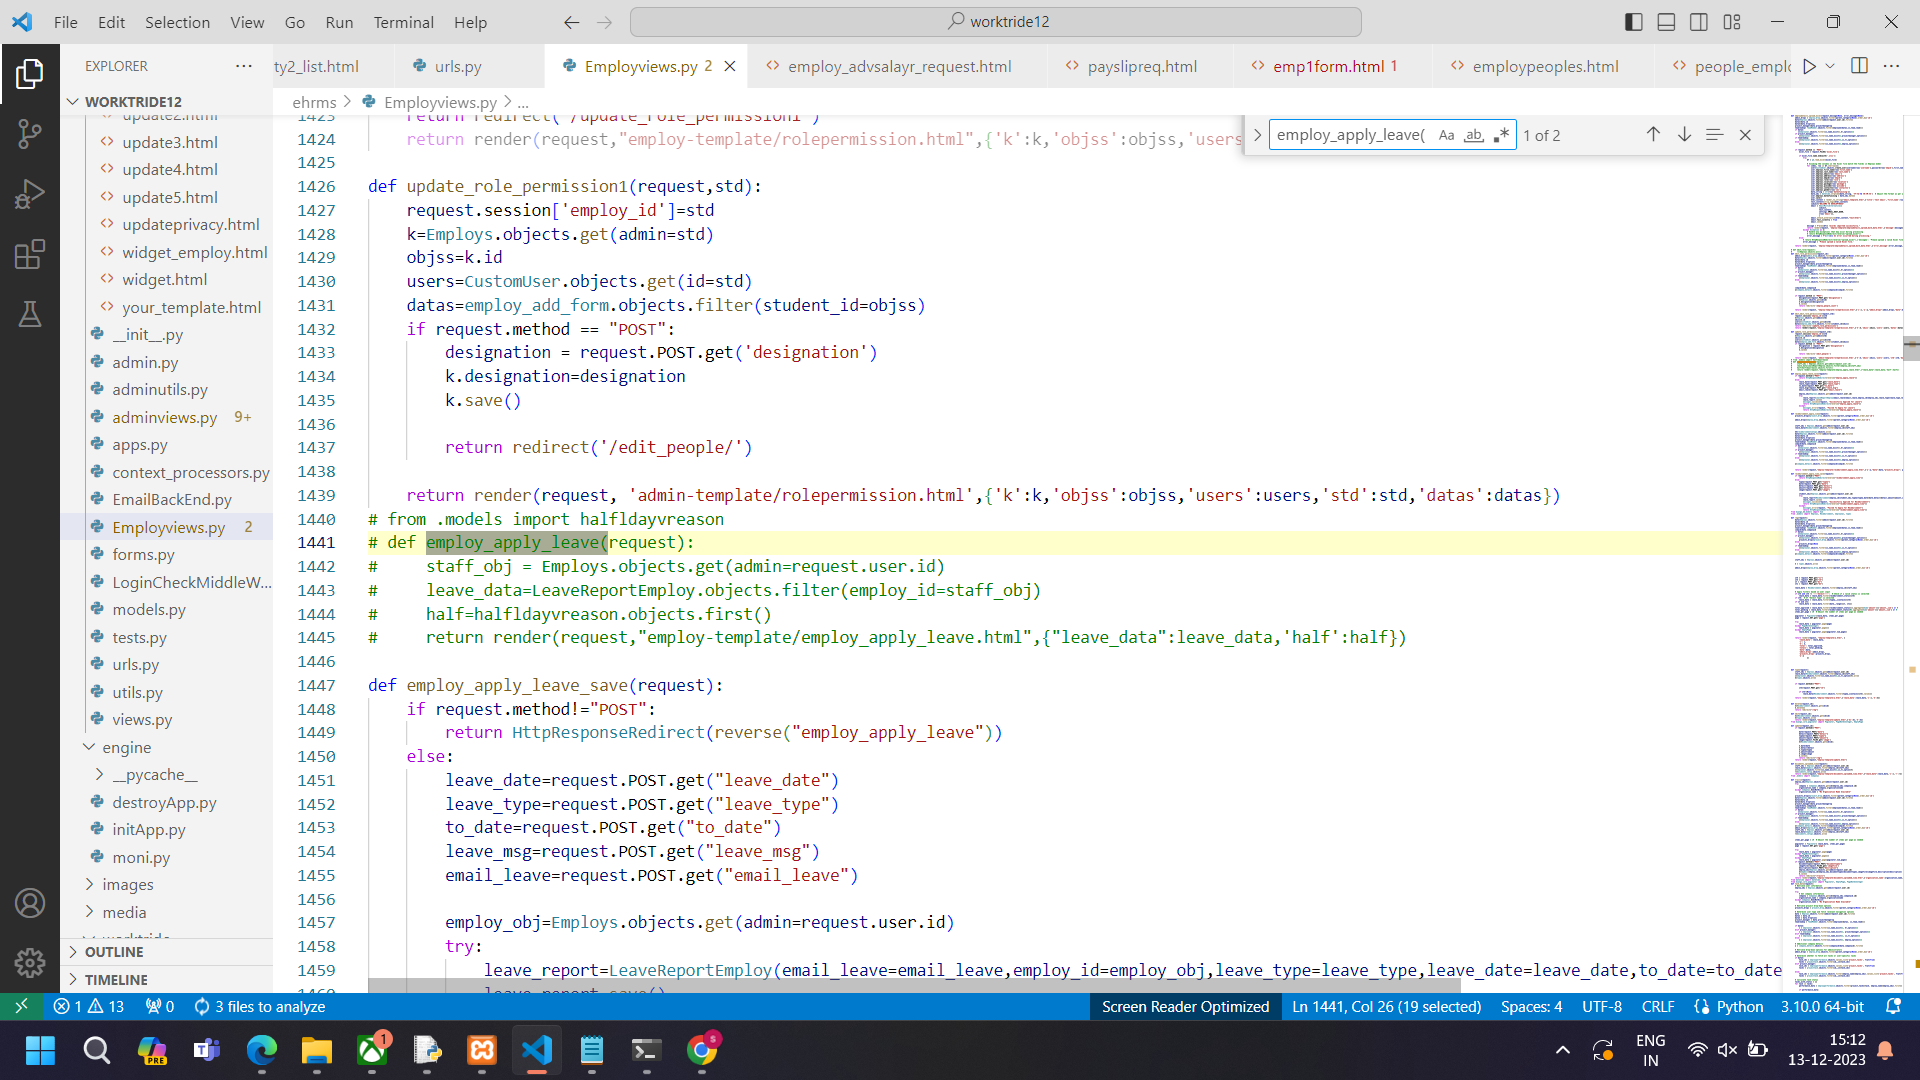 File Edit Selection View Go Run Terminal Help
worktride12
EXPLORER
ty2_list.html
urls.py
Employviews.py 2
employ_advsalayr_request.html
payslipreq.html
emp1form.html 1
employpeoples.html
people_emplo
WORKTRIDE12
ehrms > Employviews.py > ...
employ_apply_leave(
Aa ab
1 of 2
update2.html
update3.html
update4.html
update5.html
updateprivacy.html
widget_employ.html
widget.html
your_template.html
__init__.py
admin.py
adminutils.py
adminviews.py 9+
apps.py
context_processors.py
EmailBackEnd.py
Employviews.py 2
forms.py
LoginCheckMiddleW...
models.py
tests.py
urls.py
utils.py
views.py
engine
__pycache__
destroyApp.py
initApp.py
moni.py
images
media
worktride
OUTLINE
TIMELINE
1423 return redirect('/update_role_permission1')
1424 return render(request,"employ-template/rolepermission.html",{'k':k,'objss':objss,'users
1425
1426 def update_role_permission1(request,std):
1427 request.session['employ_id']=std
1428 k=Employs.objects.get(admin=std)
1429 objss=k.id
1430 users=CustomUser.objects.get(id=std)
1431 datas=employ_add_form.objects.filter(student_id=objss)
1432 if request.method == "POST":
1433 designation = request.POST.get('designation')
1434 k.designation=designation
1435 k.save()
1436
1437 return redirect('/edit_people/')
1438
1439 return render(request, 'admin-template/rolepermission.html',{'k':k,'objss':objss,'users':users,'std':std,'datas':datas})
1440 # from .models import halfldayvreason
1441 # def employ_apply_leave(request):
1442 # staff_obj = Employs.objects.get(admin=request.user.id)
1443 # leave_data=LeaveReportEmploy.objects.filter(employ_id=staff_obj)
1444 # half=halfldayvreason.objects.first()
1445 # return render(request,"employ-template/employ_apply_leave.html",{"leave_data":leave_data,'half':half})
1446
1447 def employ_apply_leave_save(request):
1448 if request.method!="POST":
1449 return HttpResponseRedirect(reverse("employ_apply_leave"))
1450 else:
1451 leave_date=request.POST.get("leave_date")
1452 leave_type=request.POST.get("leave_type")
1453 to_date=request.POST.get("to_date")
1454 leave_msg=request.POST.get("leave_msg")
1455 email_leave=request.POST.get("email_leave")
1456
1457 employ_obj=Employs.objects.get(admin=request.user.id)
1458 try:
1459 leave_report=LeaveReportEmploy(email_leave=email_leave,employ_id=employ_obj,leave_type=leave_type,leave_date=leave_date,to_date=to_date
1460 leave_report.save()
1 13 0 3 files to analyze
Screen Reader Optimized Ln 1441, Col 26 (19 selected) Spaces: 4 UTF-8 CRLF Python 3.10.0 64-bit
PRE
1
S
ENG
IN
15:12
13-12-2023